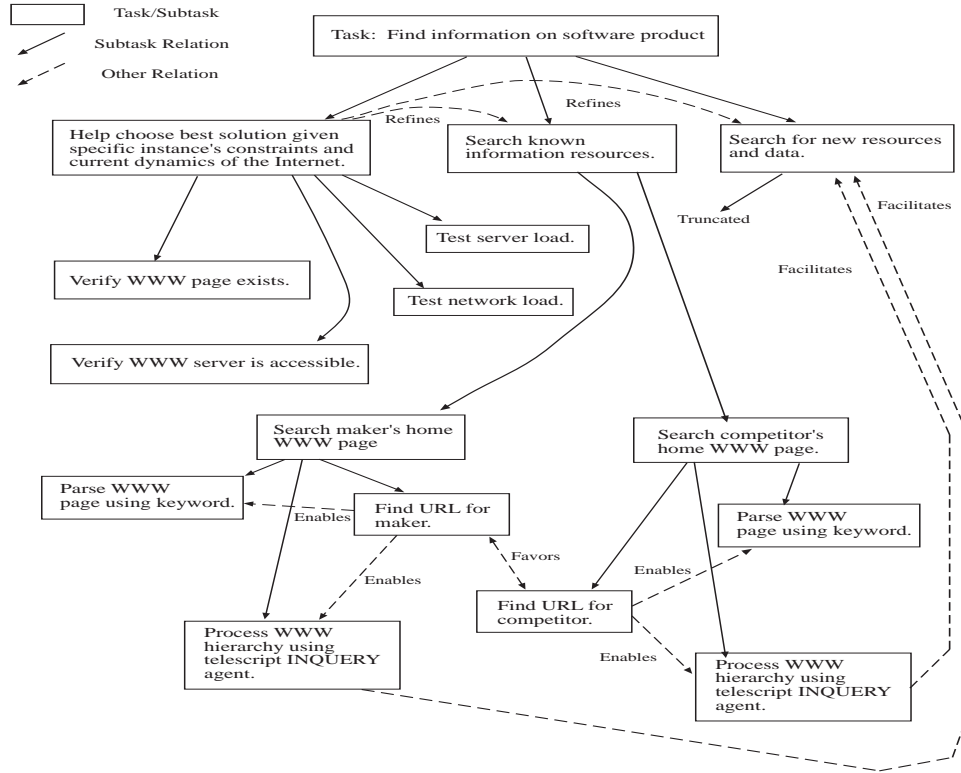 Task/Subtask
Subtask Relation
Other Relation
Task: Find information on software product
Refines
Refines
Help choose best solution given
specific instance's constraints and
current dynamics of the Internet.
Search known
information resources.
Search for new resources
and data.
Truncated
Facilitates
Facilitates
Test server load.
Verify WWW page exists.
Test network load.
Verify WWW server is accessible.
Search maker's home
WWW page
Search competitor's
home WWW page.
Parse WWW
page using keyword.
Enables
Find URL for
maker.
Parse WWW
page using keyword.
Favors
Enables
Enables
Find URL for
competitor.
Enables
Process WWW
hierarchy using
telescript INQUERY
agent.
Process WWW
hierarchy using
telescript INQUERY
agent.